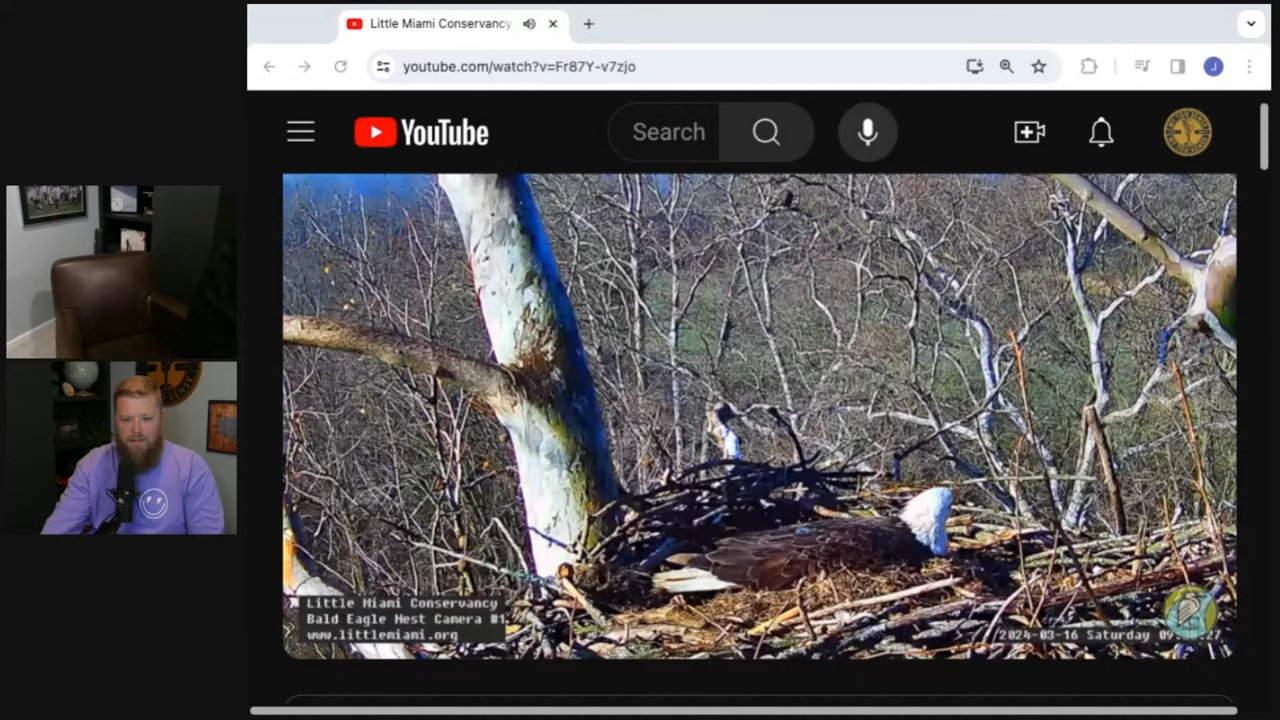 Little Miami Conservancy
youtube.com/watch?v=Fr87Y-v7zjo
J
YouTube
Search
SENSE
Little Miami Conservancy
Bald Eagle Nest Camera #1
www.littlemiami.org
2024-03-16 Saturday